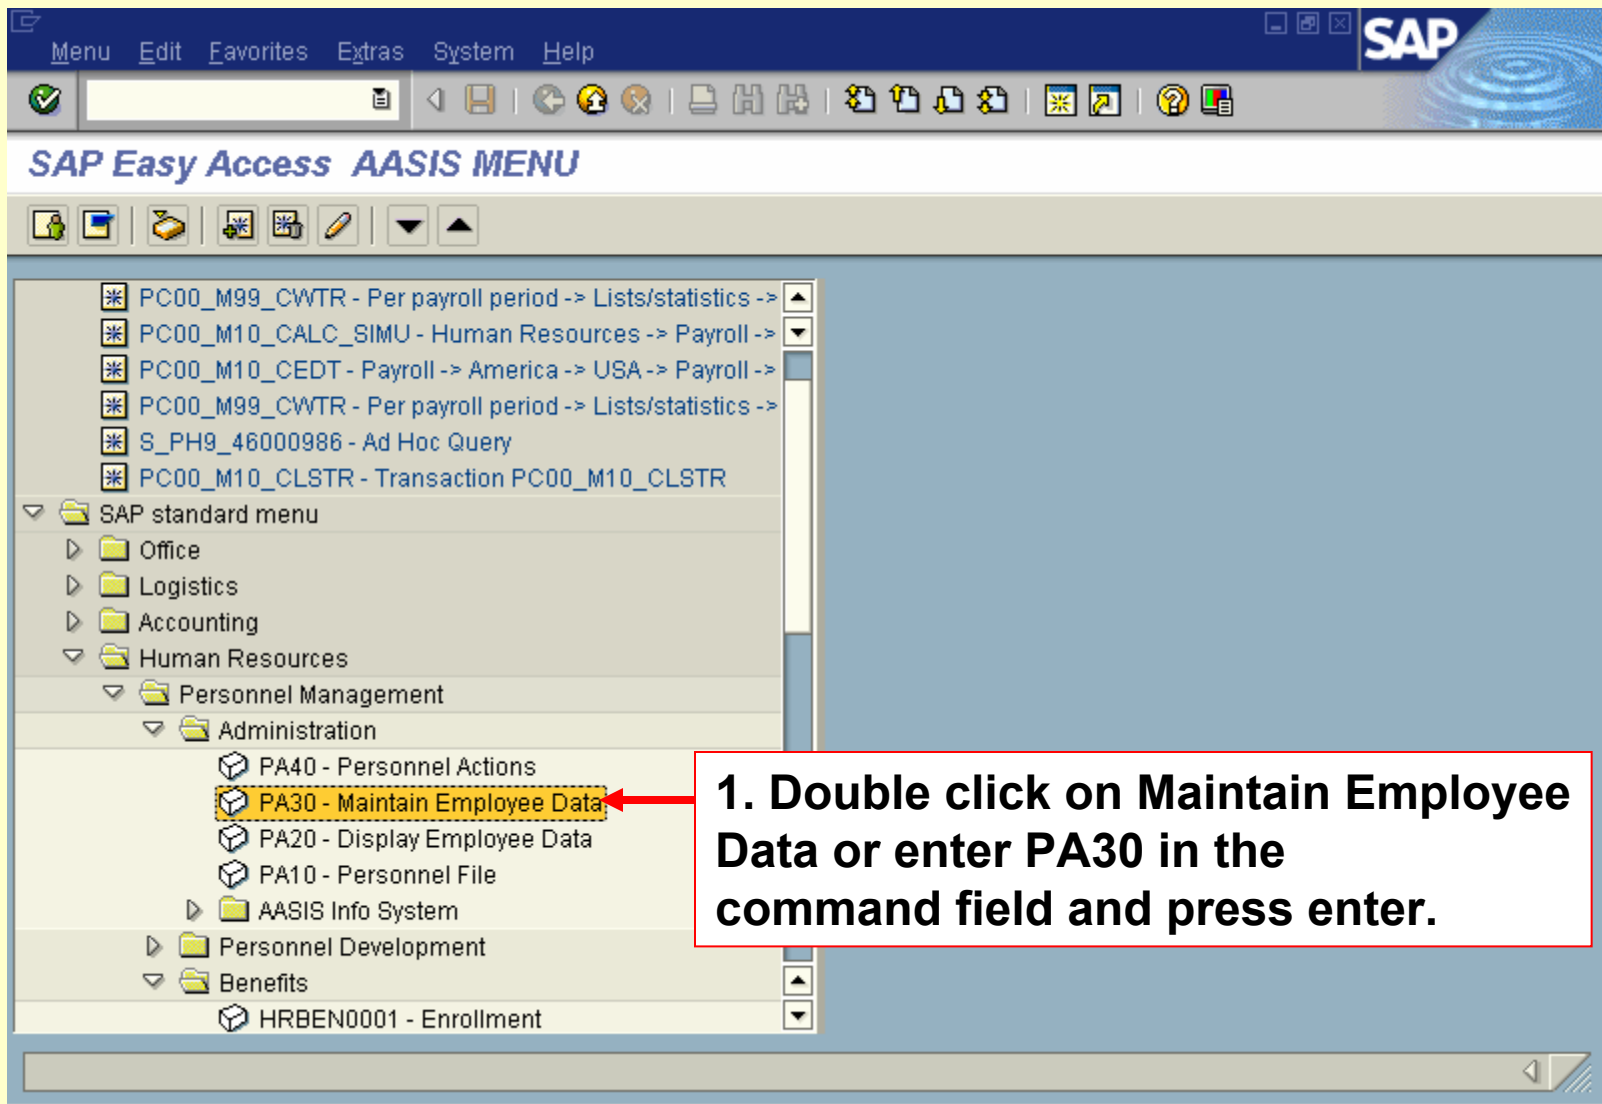 Menu Edit Favorites Extras System Help
SAP
SAP Easy Access AASIS MENU
PC00_M99_CWTR - Per payroll period -> Lists/statistics ->
PC00_M10_CALC_SIMU - Human Resources -> Payroll ->
PC00_M10_CEDT - Payroll -> America -> USA -> Payroll ->
PC00_M99_CWTR - Per payroll period -> Lists/statistics ->
S_PH9_46000986 - Ad Hoc Query
PC00_M10_CLSTR - Transaction PC00_M10_CLSTR
SAP standard menu
Office
Logistics
Accounting
Human Resources
Personnel Management
Administration
PA40 - Personnel Actions
PA30 - Maintain Employee Data
PA20 - Display Employee Data
PA10 - Personnel File
AASIS Info System
Personnel Development
Benefits
HRBEN0001 - Enrollment
1. Double click on Maintain Employee
Data or enter PA30 in the
command field and press enter.